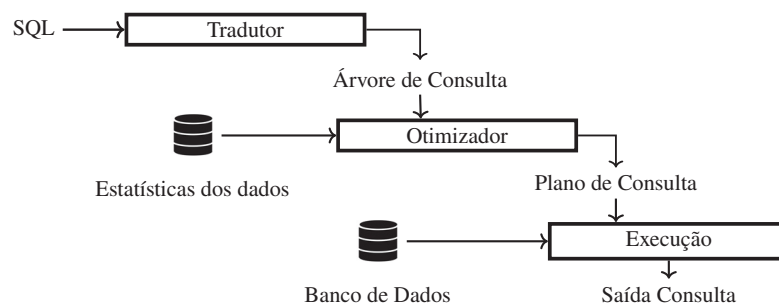 SQL
Tradutor
Árvore de Consulta
Otimizador
Estatísticas dos dados
Plano de Consulta
Execução
Banco de Dados
Saída Consulta